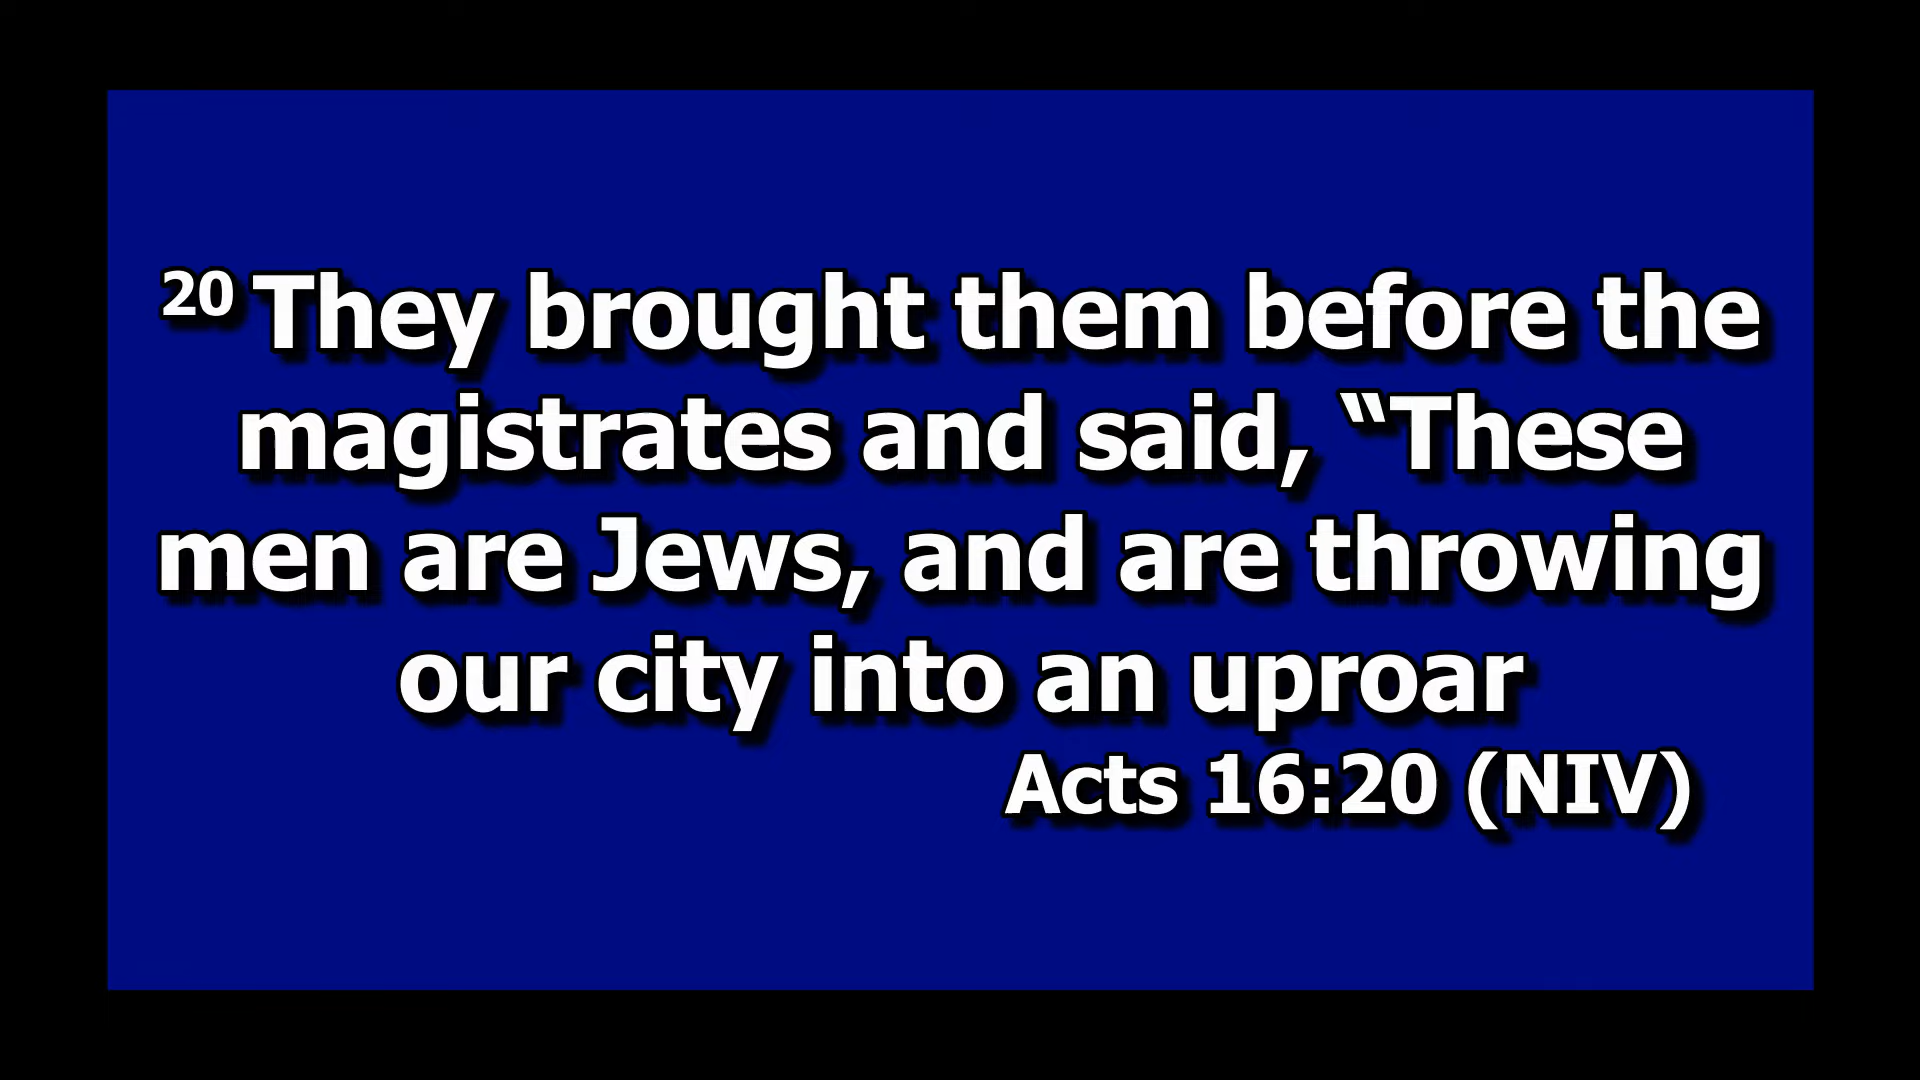 20 They brought them before the
magistrates and said, “These
men are Jews, and are throwing
our city into an uproar
Acts 16:20 (NIV)